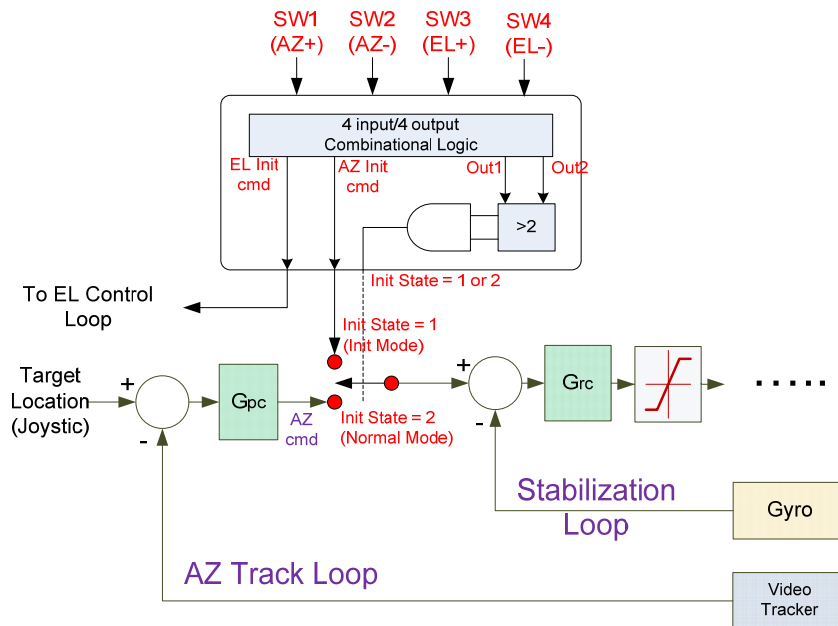 SW1 SW2 SW3 SW4
(AZ+) (AZ-) (EL+) (EL-)
4 input/4 output
Combinational Logic
EL Init
cmd
AZ Init
cmd
Out1
Out2
>2
Init State = 1 or 2
To EL Control
Loop
Init State = 1
(Init Mode)
Target
Location
(Joystic)
+
-
Gpc
AZ
cmd
Init State = 2
(Normal Mode)
+
-
Grc
.....
Stabilization
Loop
Gyro
AZ Track Loop
Video
Tracker